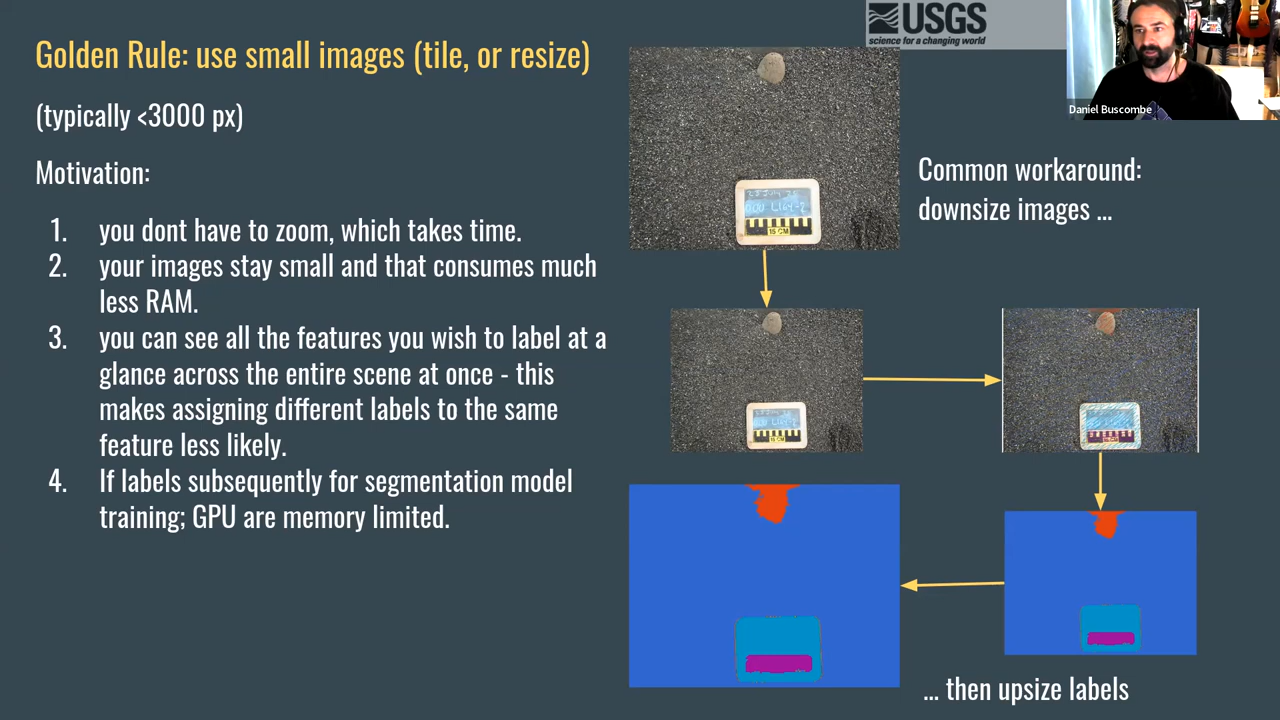 Golden Rule: use small images (tile, or resize)
(typically <3000 px)
Motivation:
1. you dont have to zoom, which takes time.
2. your images stay small and that consumes much
less RAM.
3. you can see all the features you wish to label at a
glance across the entire scene at once - this
makes assigning different labels to the same
feature less likely.
4. If labels subsequently for segmentation model
training; GPU are memory limited.
USGS
science for a changing world
Daniel Buscombe
Common workaround:
downsize images ...
15 CM
15 CM
... then upsize labels